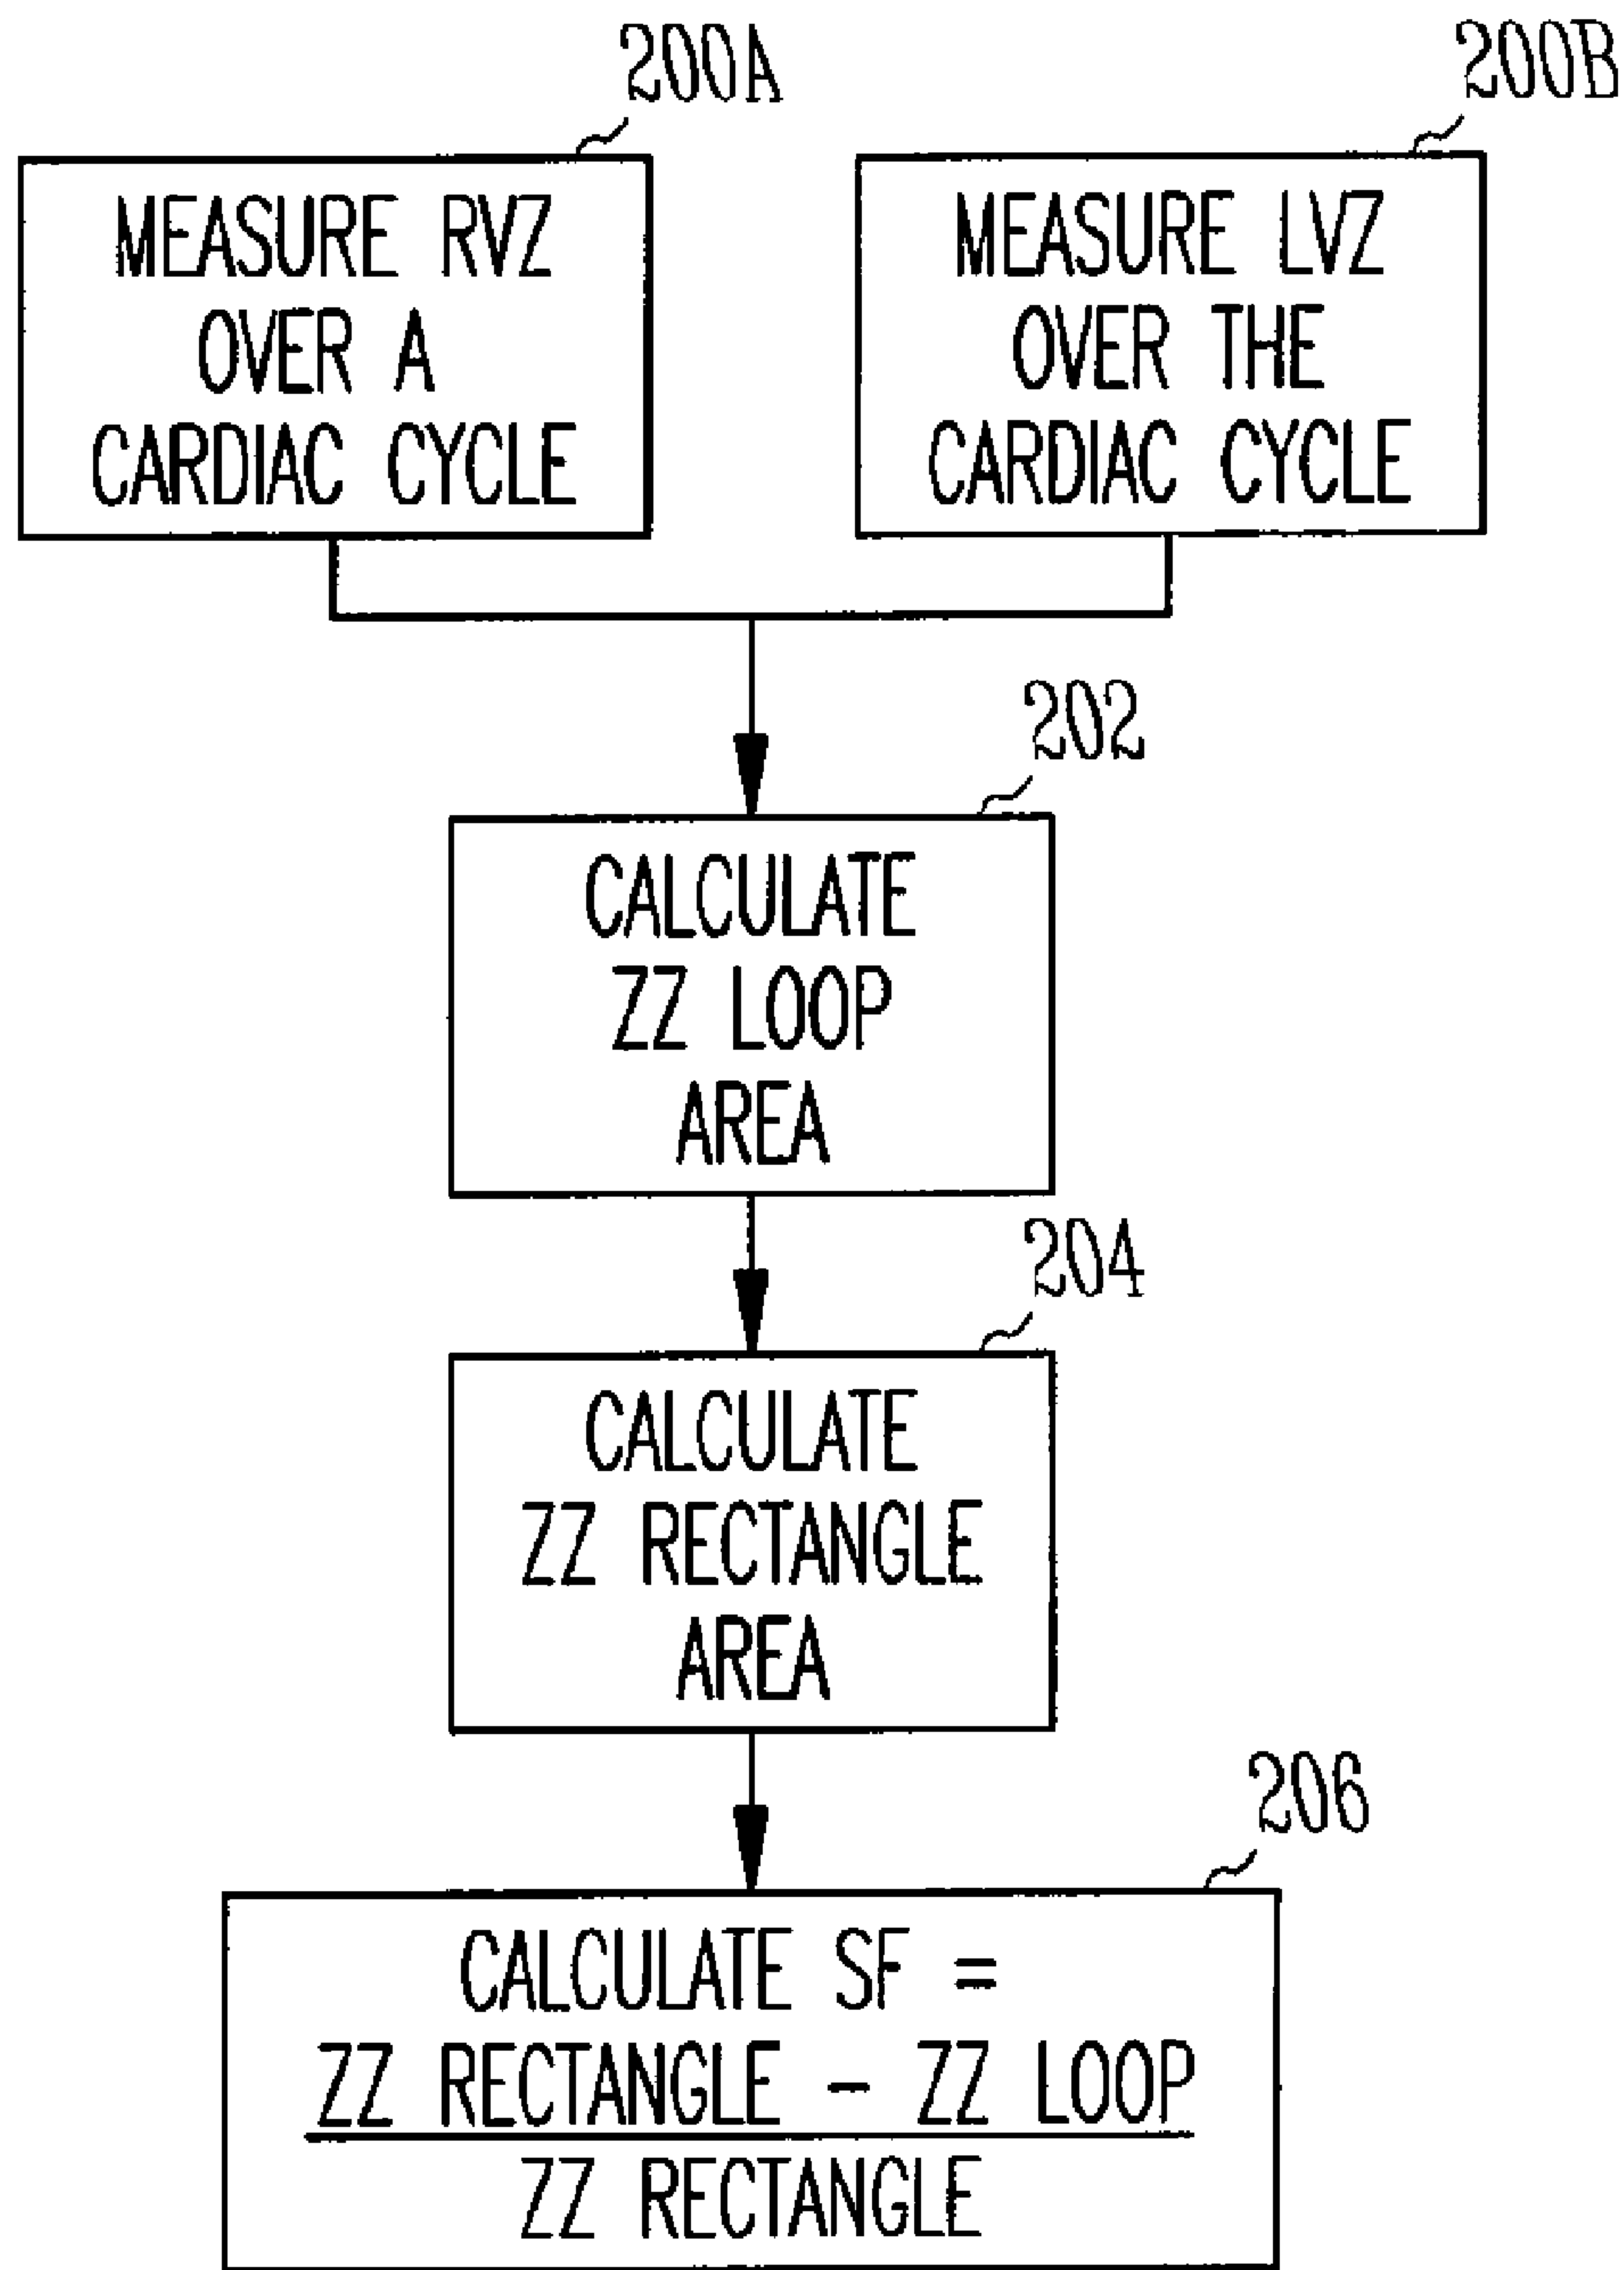 200A
MEASURE RVZ
OVER A
CARDIAC CYCLE
200B
MEASURE LVZ
OVER THE
CARDIAC CYCLE
202
CALCULATE
ZZ LOOP
AREA
204
CALCULATE
ZZ RECTANGLE
AREA
206
CALCULATE SF =
ZZ RECTANGLE - ZZ LOOP
ZZ RECTANGLE